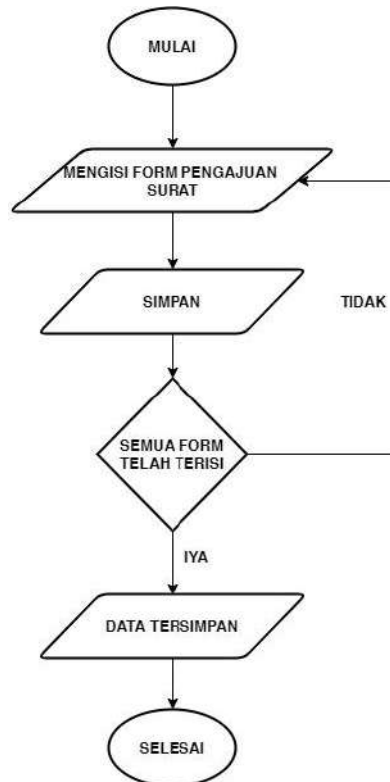 MULAI
MENGISI FORM PENGAJUAN
SURAT
SIMPAN
TIDAK
SEMUA FORM
TELAH TERISI
IYA
DATA TERSIMPAN
SELESAI